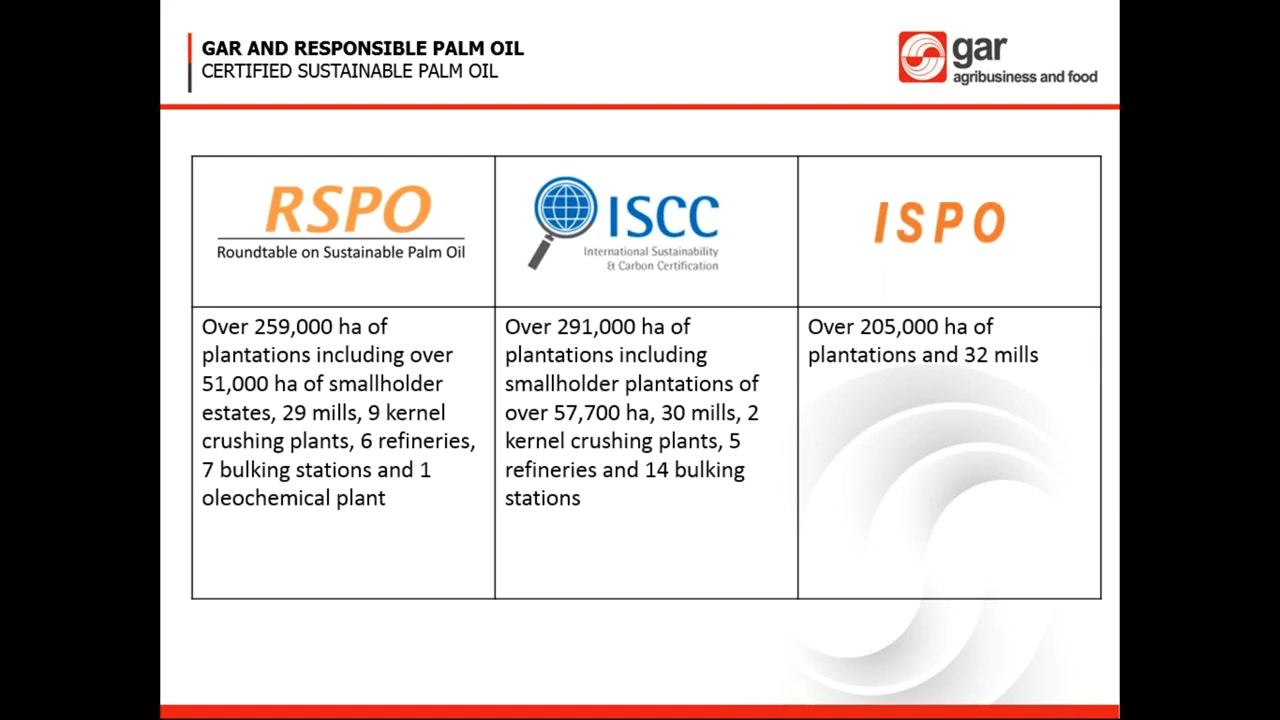 GAR AND RESPONSIBLE PALM OIL
CERTIFIED SUSTAINABLE PALM OIL
gar
agribusiness and food
RSPO
Roundtable on Sustainable Palm Oil
ISCC
International Sustainability
& Carbon Certification
ISPO
Over 259,000 ha of
plantations including over
51,000 ha of smallholder
estates, 29 mills, 9 kernel
crushing plants, 6 refineries,
7 bulking stations and 1
oleochemical plant
Over 291,000 ha of
plantations including
smallholder plantations of
over 57,700 ha, 30 mills, 2
kernel crushing plants, 5
refineries and 14 bulking
stations
Over 205,000 ha of
plantations and 32 mills